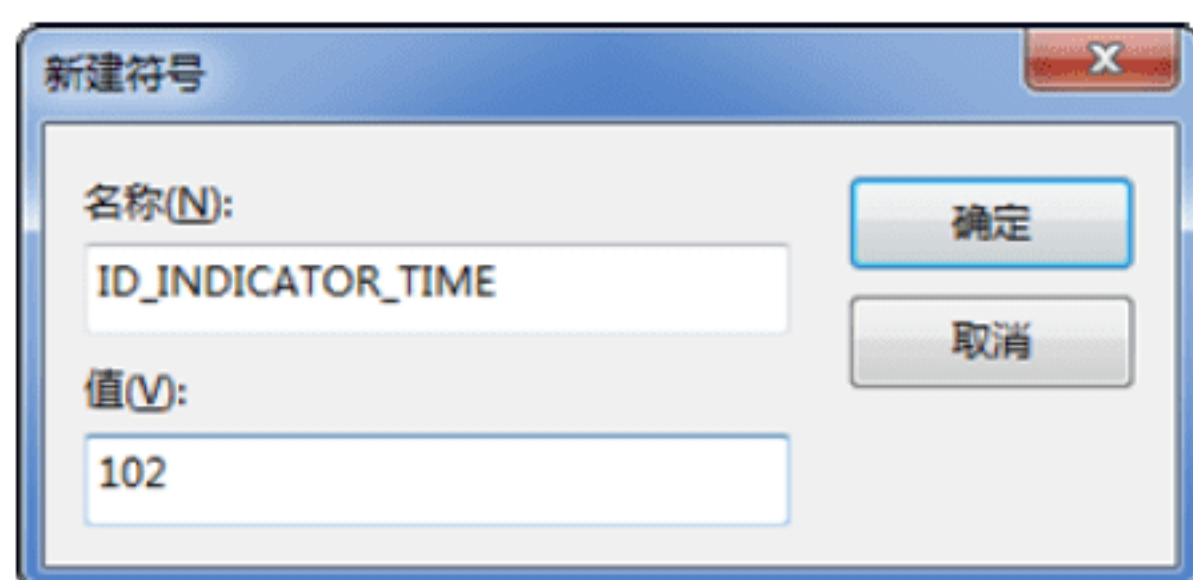 新建符号
名称(N):
ID_INDICATOR_TIME
确定
取消
值(V):
102